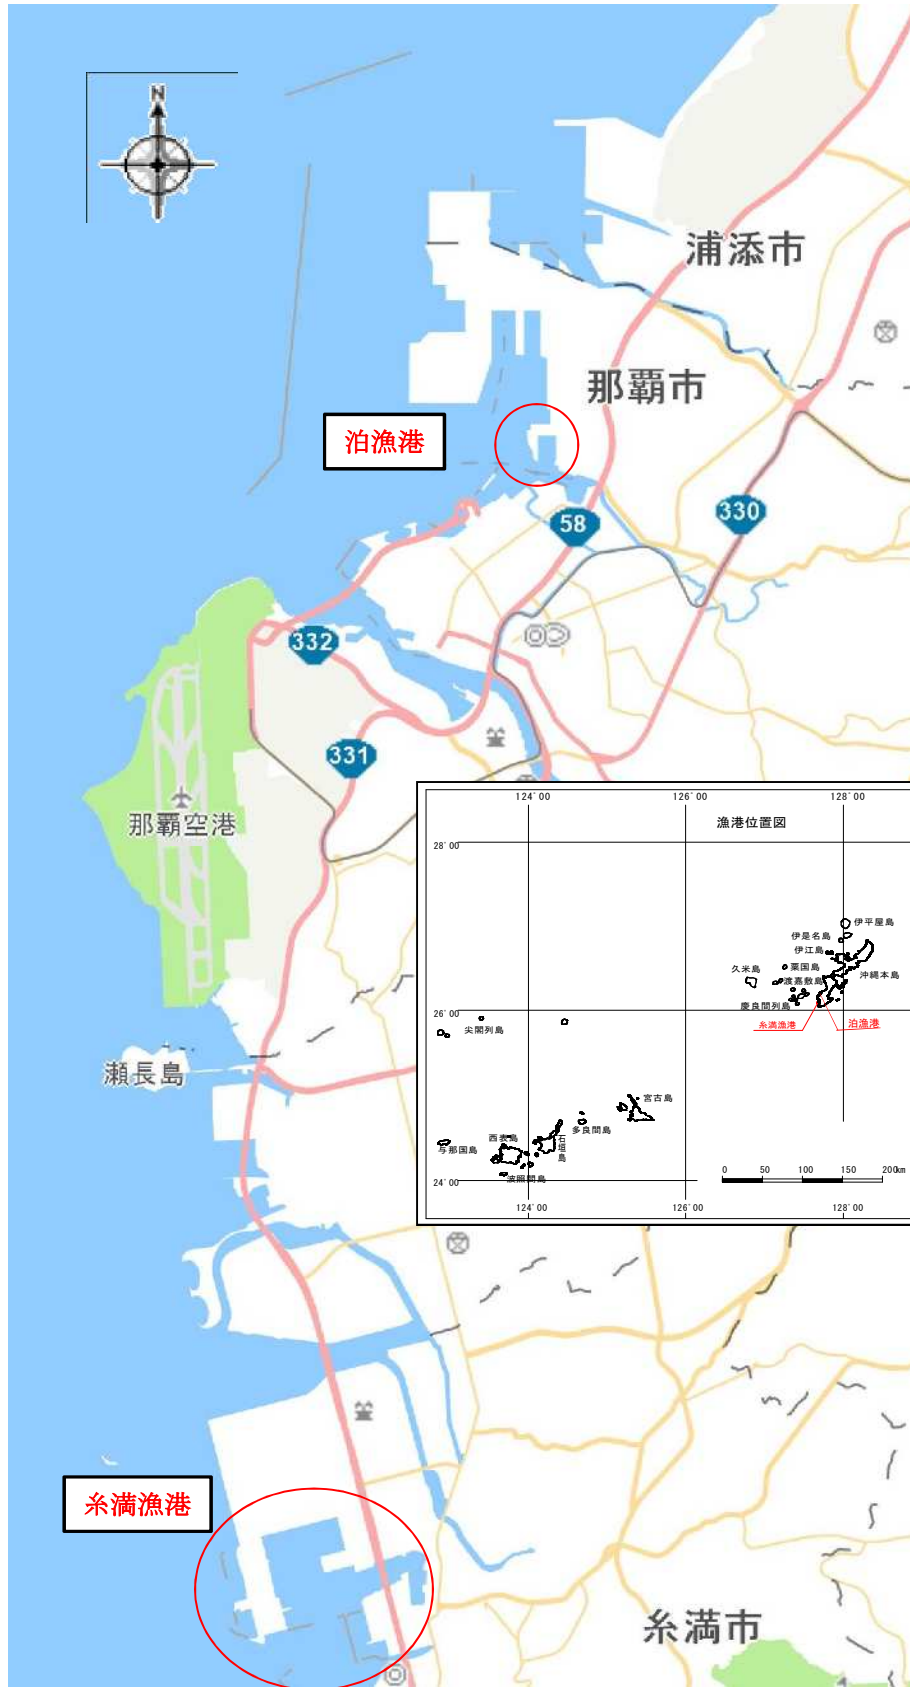 N
浦添市
那覇市
泊漁港
58
330
332
331
那覇空港
124°00
126°00
128°00
漁港位置図
28°00
伊平屋島
伊是名島
伊江島
久米島
粟国島
沖縄本島
渡嘉敷島
慶良間列島
26°00
糸満漁港
泊漁港
尖閣列島
宮古島
多良間島
西表島
石垣島
与那国島
波照間島
0 50 100 150 200km
24°00
124°00
126°00
128°00
瀬長島
糸満漁港
糸満市